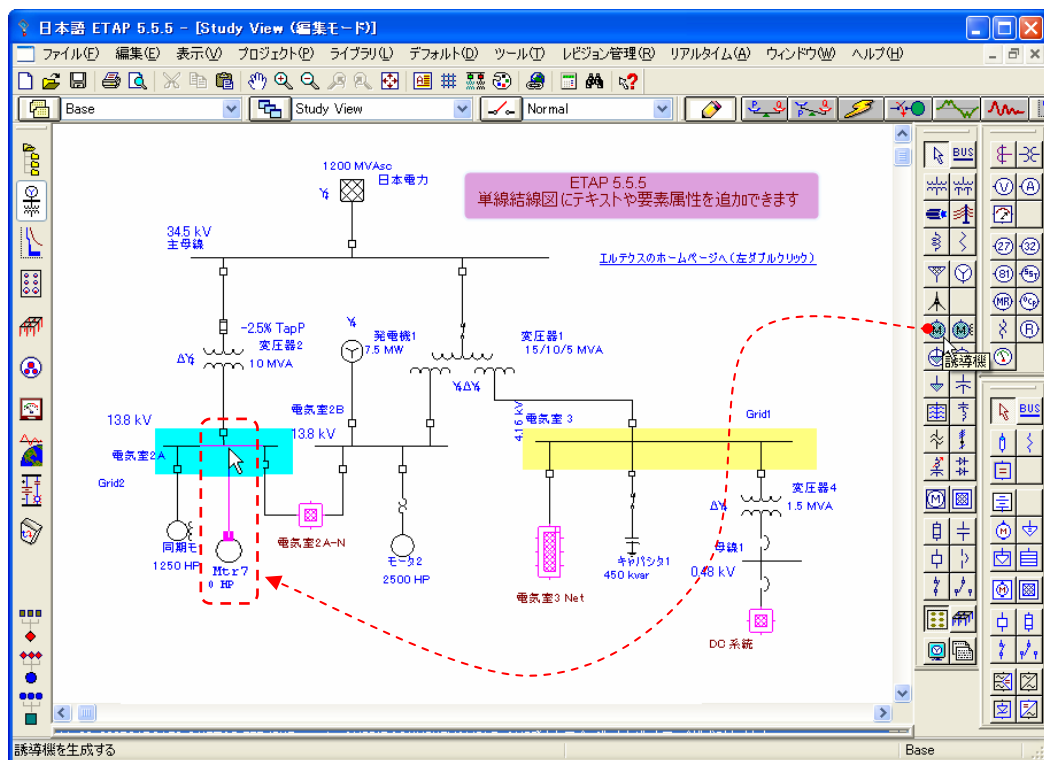 日本語 ETAP 5.5.5 - [Study View (編集モード)]
ファイル(F) 編集(E) 表示(V) プロジェクト(P) ライブラリ(L) デフォルト(D) ツール(T) レビジョン管理(R) リアルタイム(A) ウィンドウ(W) ヘルプ(H)
Base
Study View
Normal
BUS
1200 MVAsc
日本電力
ETAP 5.5.5
単線結線図にテキストや要素属性を追加できます
34.5 kV
主母線
エルテクスのホームページへ(左ダブルクリック)
-2.5% TapP
変圧器2
10 MVA
発電機1
7.5 MW
変圧器1
15/10/5 MVA
誘導機
電気室2B
13.8 kV
13.8 kV
電気室2A
Grid2
4.16 kV
電気室 3
Grid1
変圧器4
1.5 MVA
電気室2A-N
同期モ
1250 HP
Mtr7
0 HP
モータ2
2500 HP
キャパシタ1
450 kvar
母線1
0.48 kV
電気室3 Net
DC 系統
V
A
27
32
81
MR
R
M
M
BUS
誘導機を生成する
Base